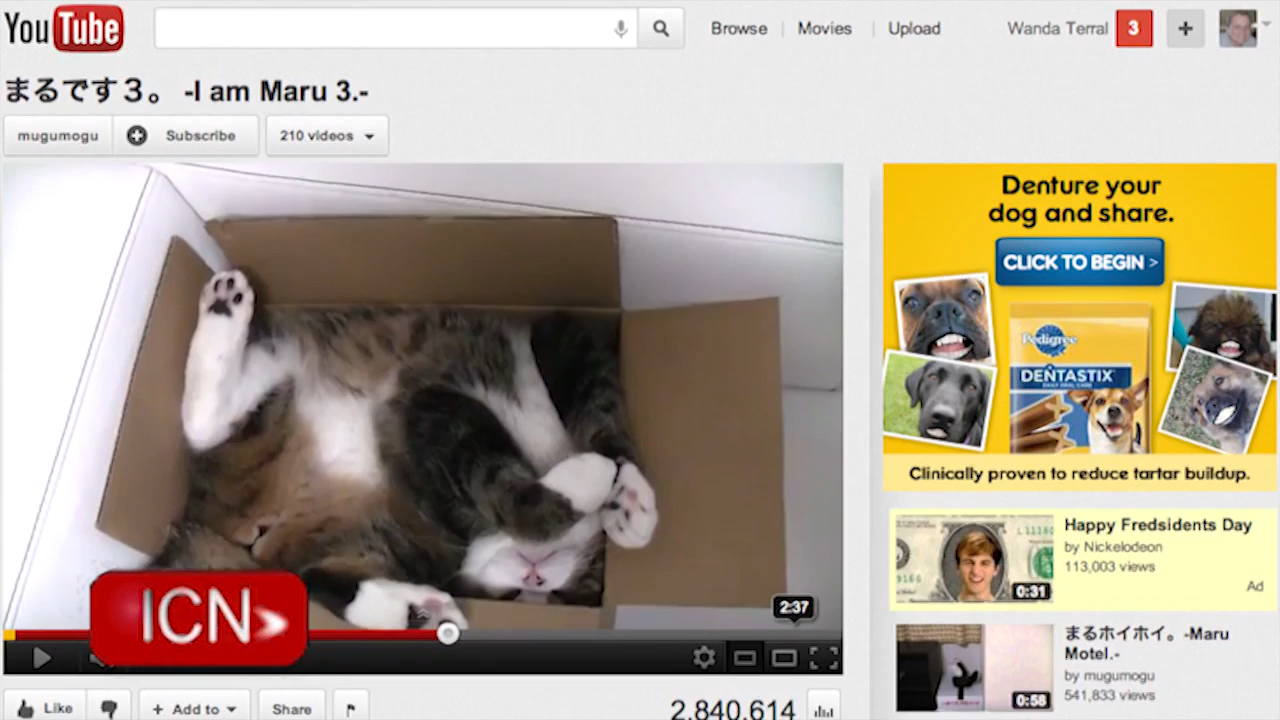 YouTube
Browse
Movies
Upload
Wanda Terral
3
+
まるです３。 -I am Maru 3.-
mugumogu
Subscribe
210 videos
2:37
ICN
Like
+ Add to
Share
2,840,614
Denture your
dog and share.
CLICK TO BEGIN >
Pedigree
DENTASTIX
DAILY ORAL CARE
Clinically proven to reduce tartar buildup.
0:31
Happy Fredsidents Day
by Nickelodeon
113,003 views
Ad
0:58
まるホイホイ。-Maru
Motel.-
by mugumogu
541,833 views